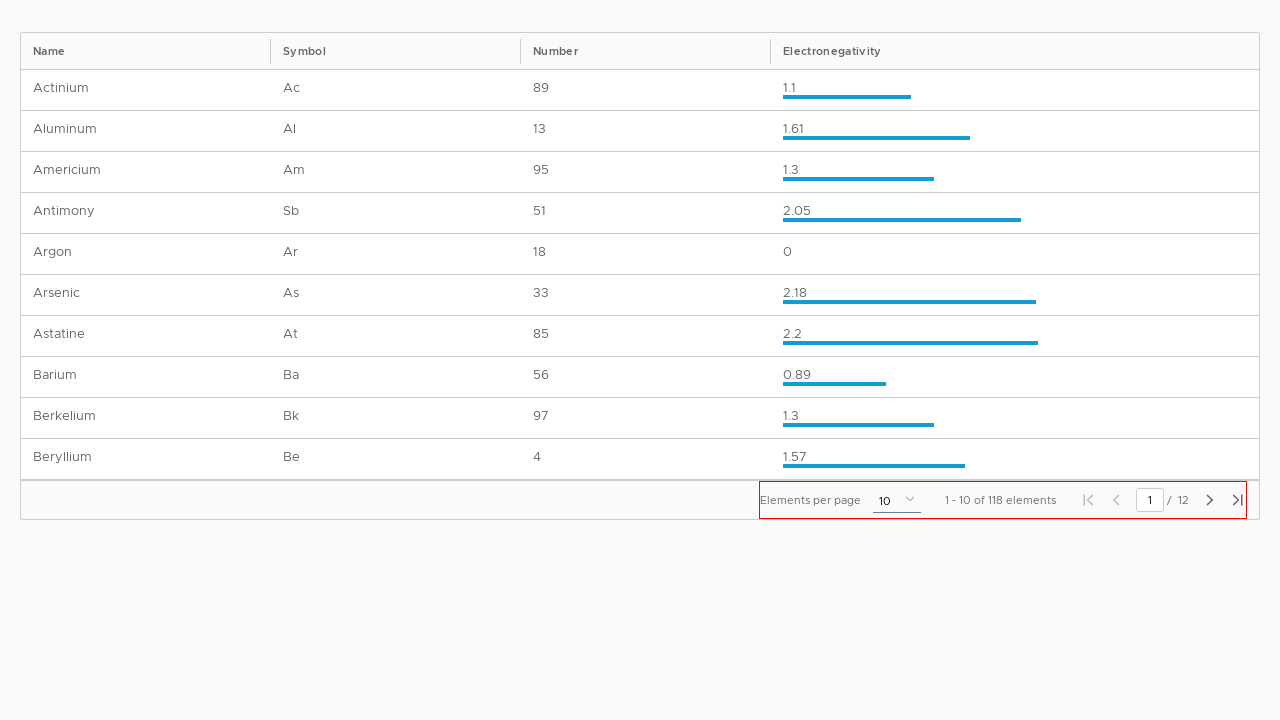 Name Symbol Number Electronegativity
Actinium Ac 89 1.1
Aluminum Al 13 1.61
Americium Am 95 1.3
Antimony Sb 51 2.05
Argon Ar 18 0
Arsenic As 33 2.18
Astatine At 85 2.2
Barium Ba 56 0.89
Berkelium Bk 97 1.3
Beryllium Be 4 1.57
Elements per page 10 1 - 10 of 118 elements 1 / 12